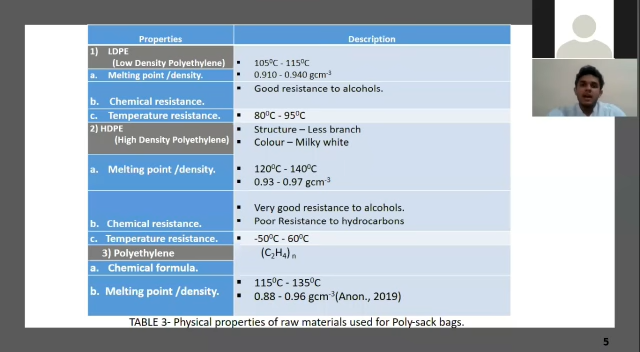 Properties Description
1) LDPE
(Low Density Polyethylene)
▪ 105⁰C - 115⁰C
a. Melting point /density. ▪ 0.910 - 0.940 gcm⁻³
▪ Good resistance to alcohols.
b. Chemical resistance.
c. Temperature resistance. ▪ 80⁰C - 95⁰C
2) HDPE ▪ Structure – Less branch
(High Density Polyethylene) ▪ Colour – Milky white
a. Melting point /density. ▪ 120⁰C - 140⁰C
▪ 0.93 - 0.97 gcm⁻³
▪ Very good resistance to alcohols.
b. Chemical resistance. ▪ Poor Resistance to hydrocarbons
c. Temperature resistance. ▪ -50⁰C - 60⁰C
3) Polyethylene (C₂H₄) ₙ
a. Chemical formula.
▪ 115⁰C - 135⁰C
b. Melting point /density. ▪ 0.88 - 0.96 gcm⁻³(Anon., 2019)
TABLE 3- Physical properties of raw materials used for Poly-sack bags.
5